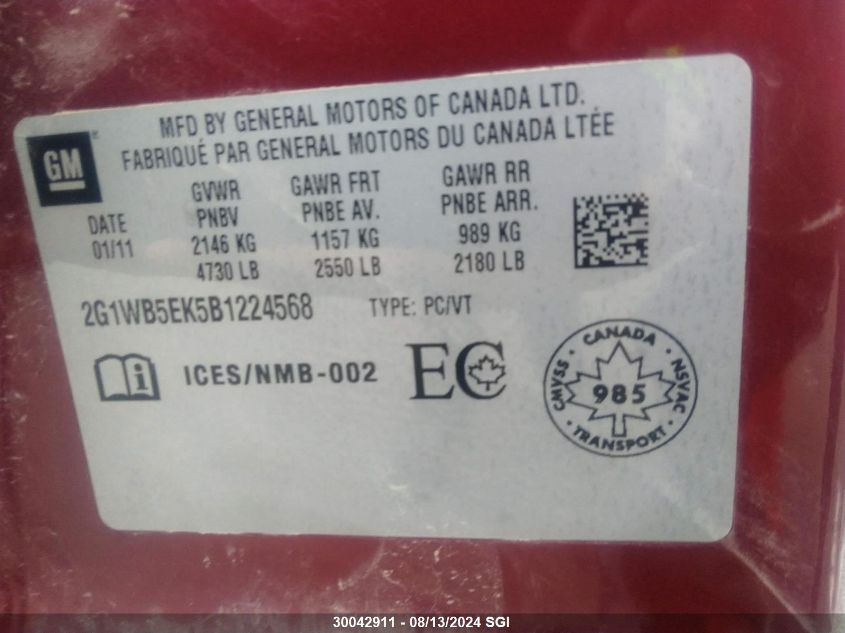 MFD BY GENERAL MOTORS OF CANADA LTD.
FABRIQUÉ PAR GENERAL MOTORS DU CANADA LTÉE
GM
DATE
01/11
GVWR
PNBV
2146 KG
4730 LB
GAWR FRT
PNBE AV.
1157 KG
2550 LB
GAWR RR
PNBE ARR.
989 KG
2180 LB
2G1WB5EK5B1224568 TYPE: PC/VT
i ICES/NMB-002 EC
CANADA
CMVSS 985 NSVAC
TRANSPORT
30042911 - 08/13/2024 SGI